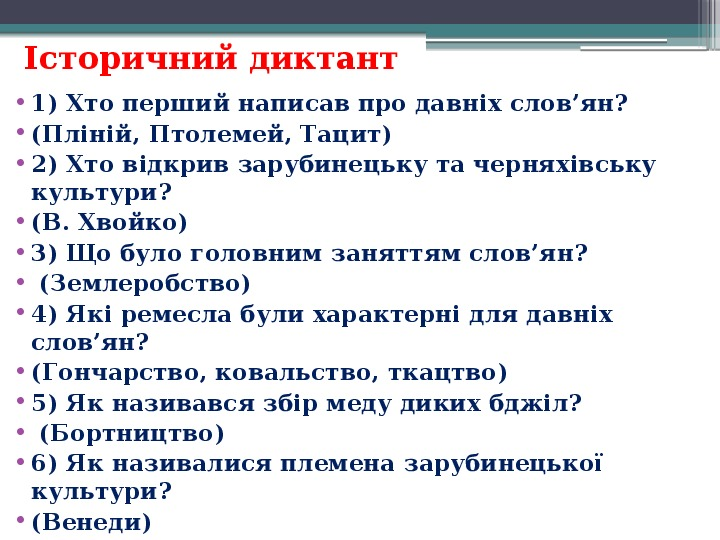 Історичний диктант
• 1) Хто перший написав про давніх слов’ян?
• (Пліній, Птолемей, Тацит)
• 2) Хто відкрив зарубинецьку та черняхівську
культури?
• (В. Хвойко)
• 3) Що було головним заняттям слов’ян?
• (Землеробство)
• 4) Які ремесла були характерні для давніх
слов’ян?
• (Гончарство, ковальство, ткацтво)
• 5) Як називався збір меду диких бджіл?
• (Бортництво)
• 6) Як називалися племена зарубинецької
культури?
• (Венеди)